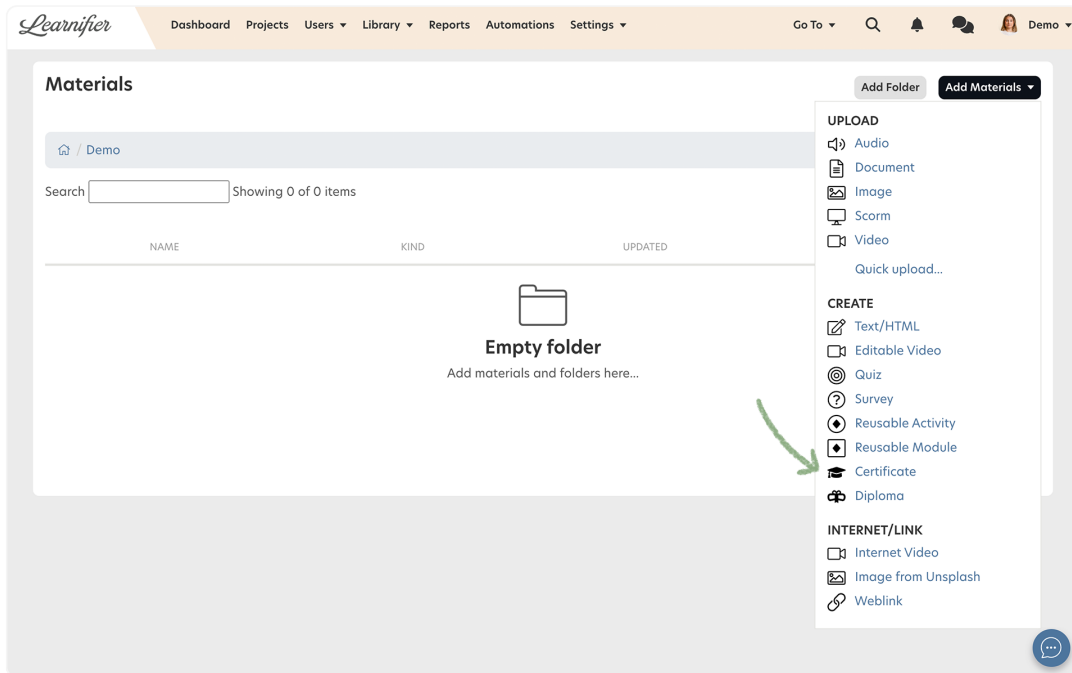 Learnifier
Dashboard Projects Users Library Reports Automations Settings Go To Demo
Materials
Add Folder Add Materials
/ Demo
Search Showing 0 of 0 items
NAME KIND UPDATED
Empty folder
Add materials and folders here...
UPLOAD
Audio
Document
Image
Scorm
Video
Quick upload...
CREATE
Text/HTML
Editable Video
Quiz
Survey
Reusable Activity
Reusable Module
Certificate
Diploma
INTERNET/LINK
Internet Video
Image from Unsplash
Weblink